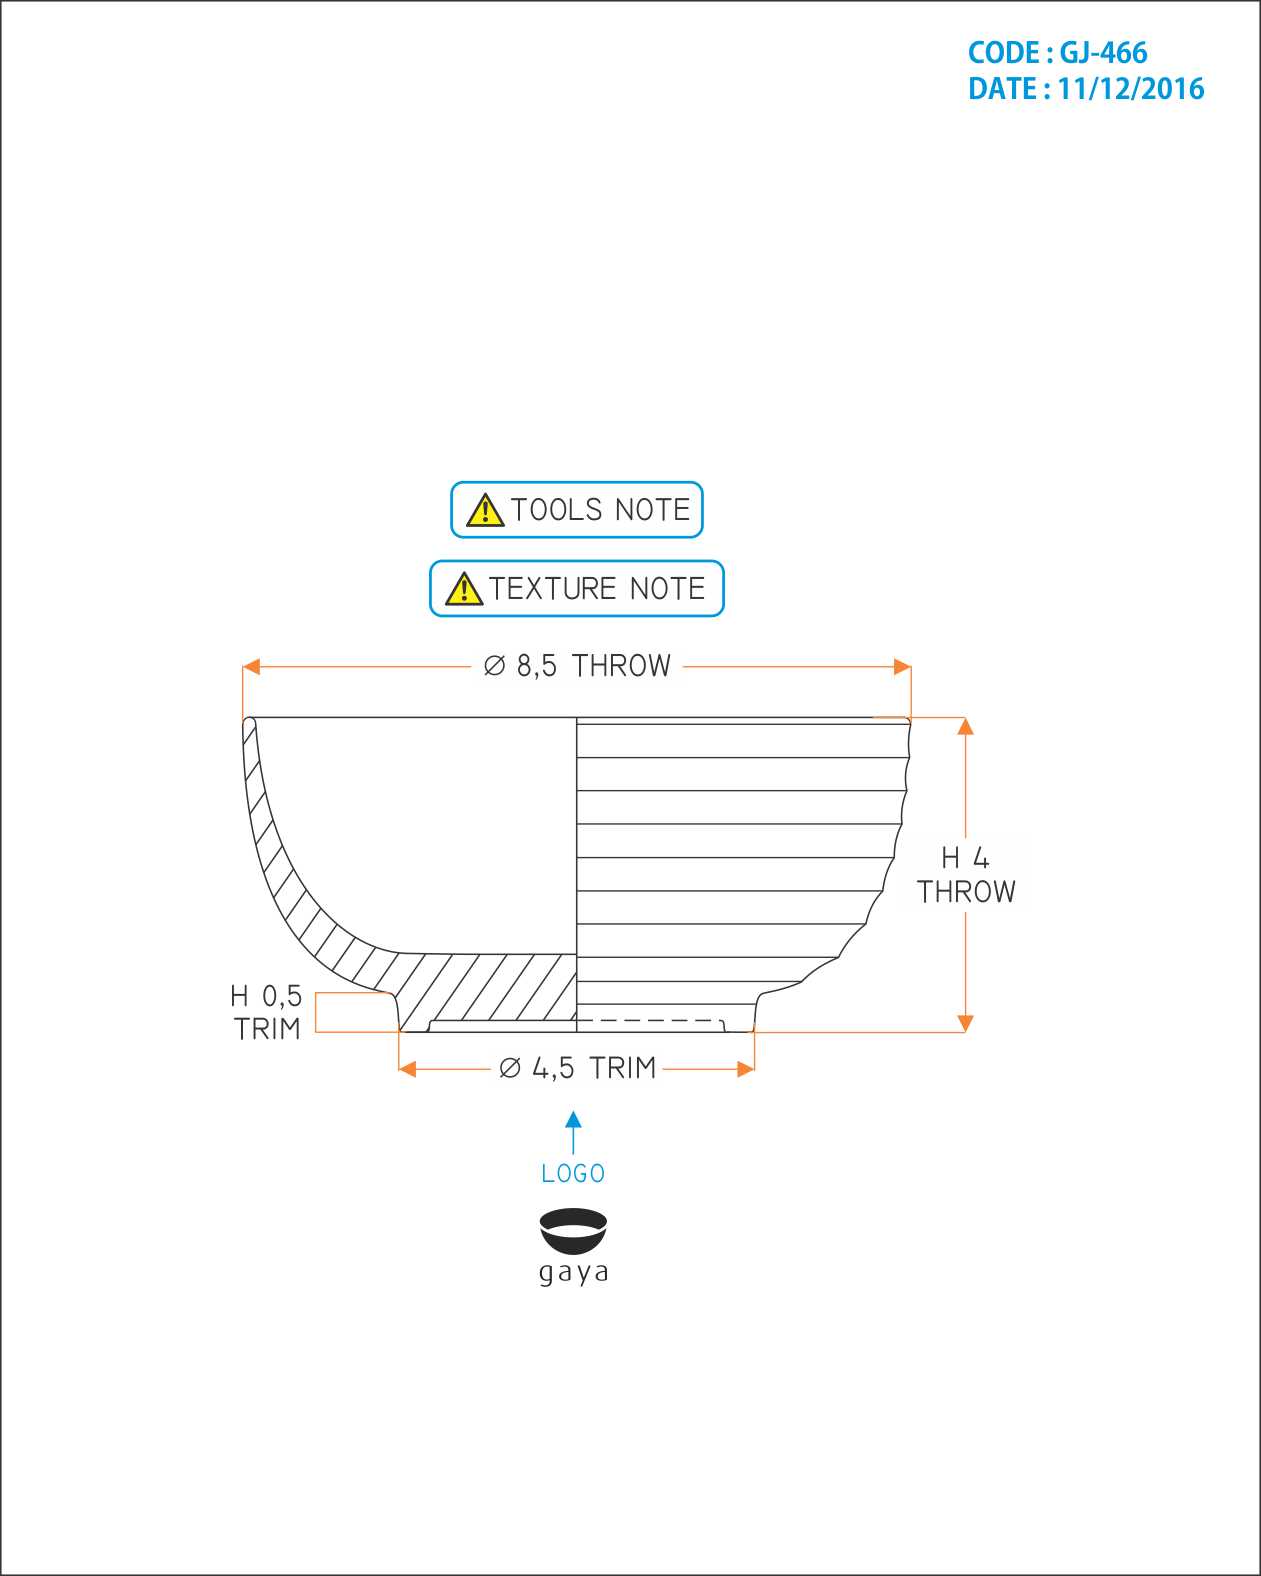 CODE : GJ-466
DATE : 11/12/2016
TOOLS NOTE
TEXTURE NOTE
∅ 8,5 THROW
H 4
THROW
H 0,5
TRIM
∅ 4,5 TRIM
LOGO
gaya